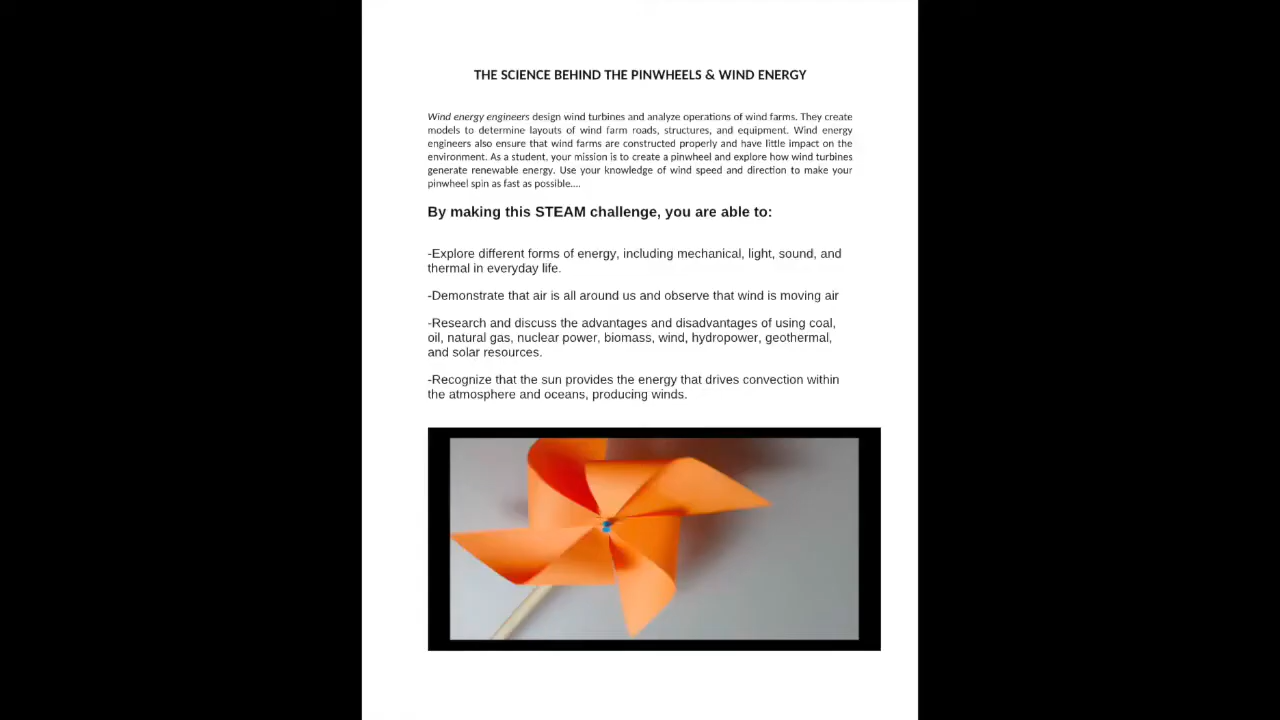 THE SCIENCE BEHIND THE PINWHEELS & WIND ENERGY
Wind energy engineers design wind turbines and analyze operations of wind farms. They create
models to determine layouts of wind farm roads, structures, and equipment. Wind energy
engineers also ensure that wind farms are constructed properly and have little impact on the
environment. As a student, your mission is to create a pinwheel and explore how wind turbines
generate renewable energy. Use your knowledge of wind speed and direction to make your
pinwheel spin as fast as possible....
By making this STEAM challenge, you are able to:
-Explore different forms of energy, including mechanical, light, sound, and
thermal in everyday life.
-Demonstrate that air is all around us and observe that wind is moving air
-Research and discuss the advantages and disadvantages of using coal,
oil, natural gas, nuclear power, biomass, wind, hydropower, geothermal,
and solar resources.
-Recognize that the sun provides the energy that drives convection within
the atmosphere and oceans, producing winds.